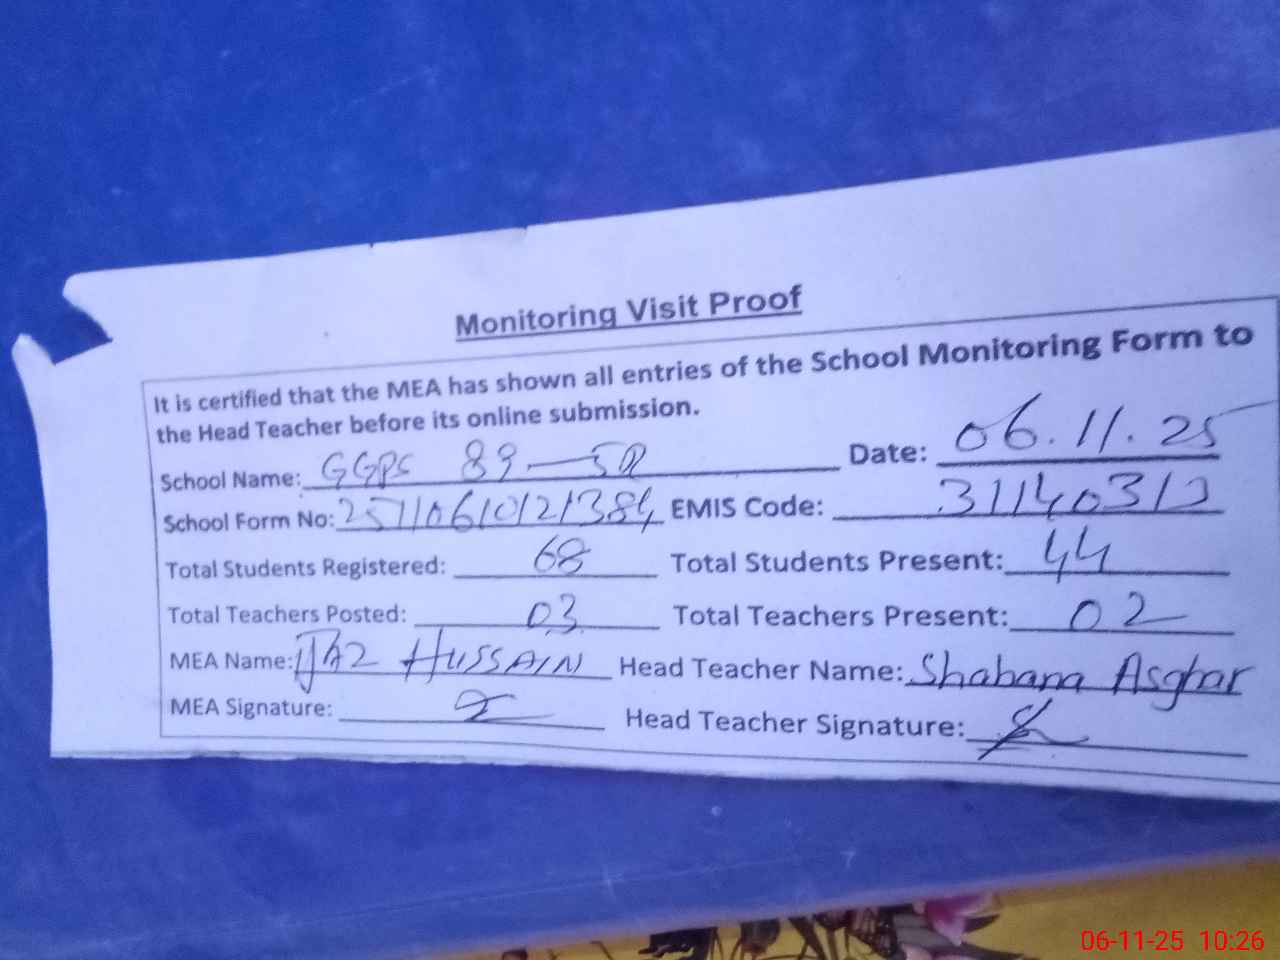 Monitoring Visit Proof
It is certified that the MEA has shown all entries of the School Monitoring Form to
the Head Teacher before its online submission.
School Name: GGPS 89 — Date: 06.11.25
School Form No: EMIS Code:
Total Students Registered: 68 Total Students Present: 44
Total Teachers Posted: 03 Total Teachers Present: 02
MEA Name: IJAZ HUSSAIN Head Teacher Name: Shabana Asghar
MEA Signature: Head Teacher Signature:
06-11-25 10:26